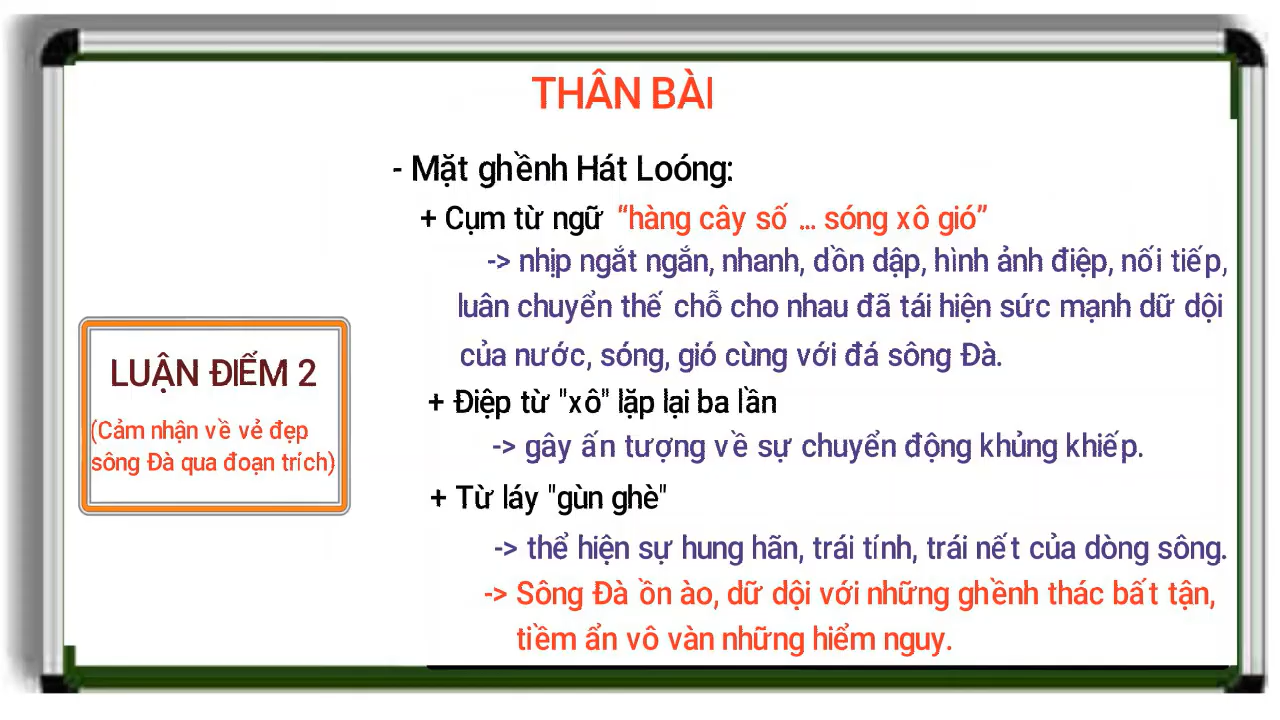 THÂN BÀI
- Mặt ghềnh Hát Loóng:
+ Cụm từ ngữ “hàng cây số ... sóng xô gió”
-> nhịp ngắt ngắn, nhanh, dồn dập, hình ảnh điệp, nối tiếp,
luân chuyển thế chỗ cho nhau đã tái hiện sức mạnh dữ dội
của nước, sóng, gió cùng với đá sông Đà.
+ Điệp từ "xô" lặp lại ba lần
-> gây ấn tượng về sự chuyển động khủng khiếp.
+ Từ láy "gùn ghè"
-> thể hiện sự hung hãn, trái tính, trái nết của dòng sông.
-> Sông Đà ồn ào, dữ dội với những ghềnh thác bất tận,
tiềm ẩn vô vàn những hiểm nguy.
LUẬN ĐIỂM 2
(Cảm nhận về vẻ đẹp
sông Đà qua đoạn trích)